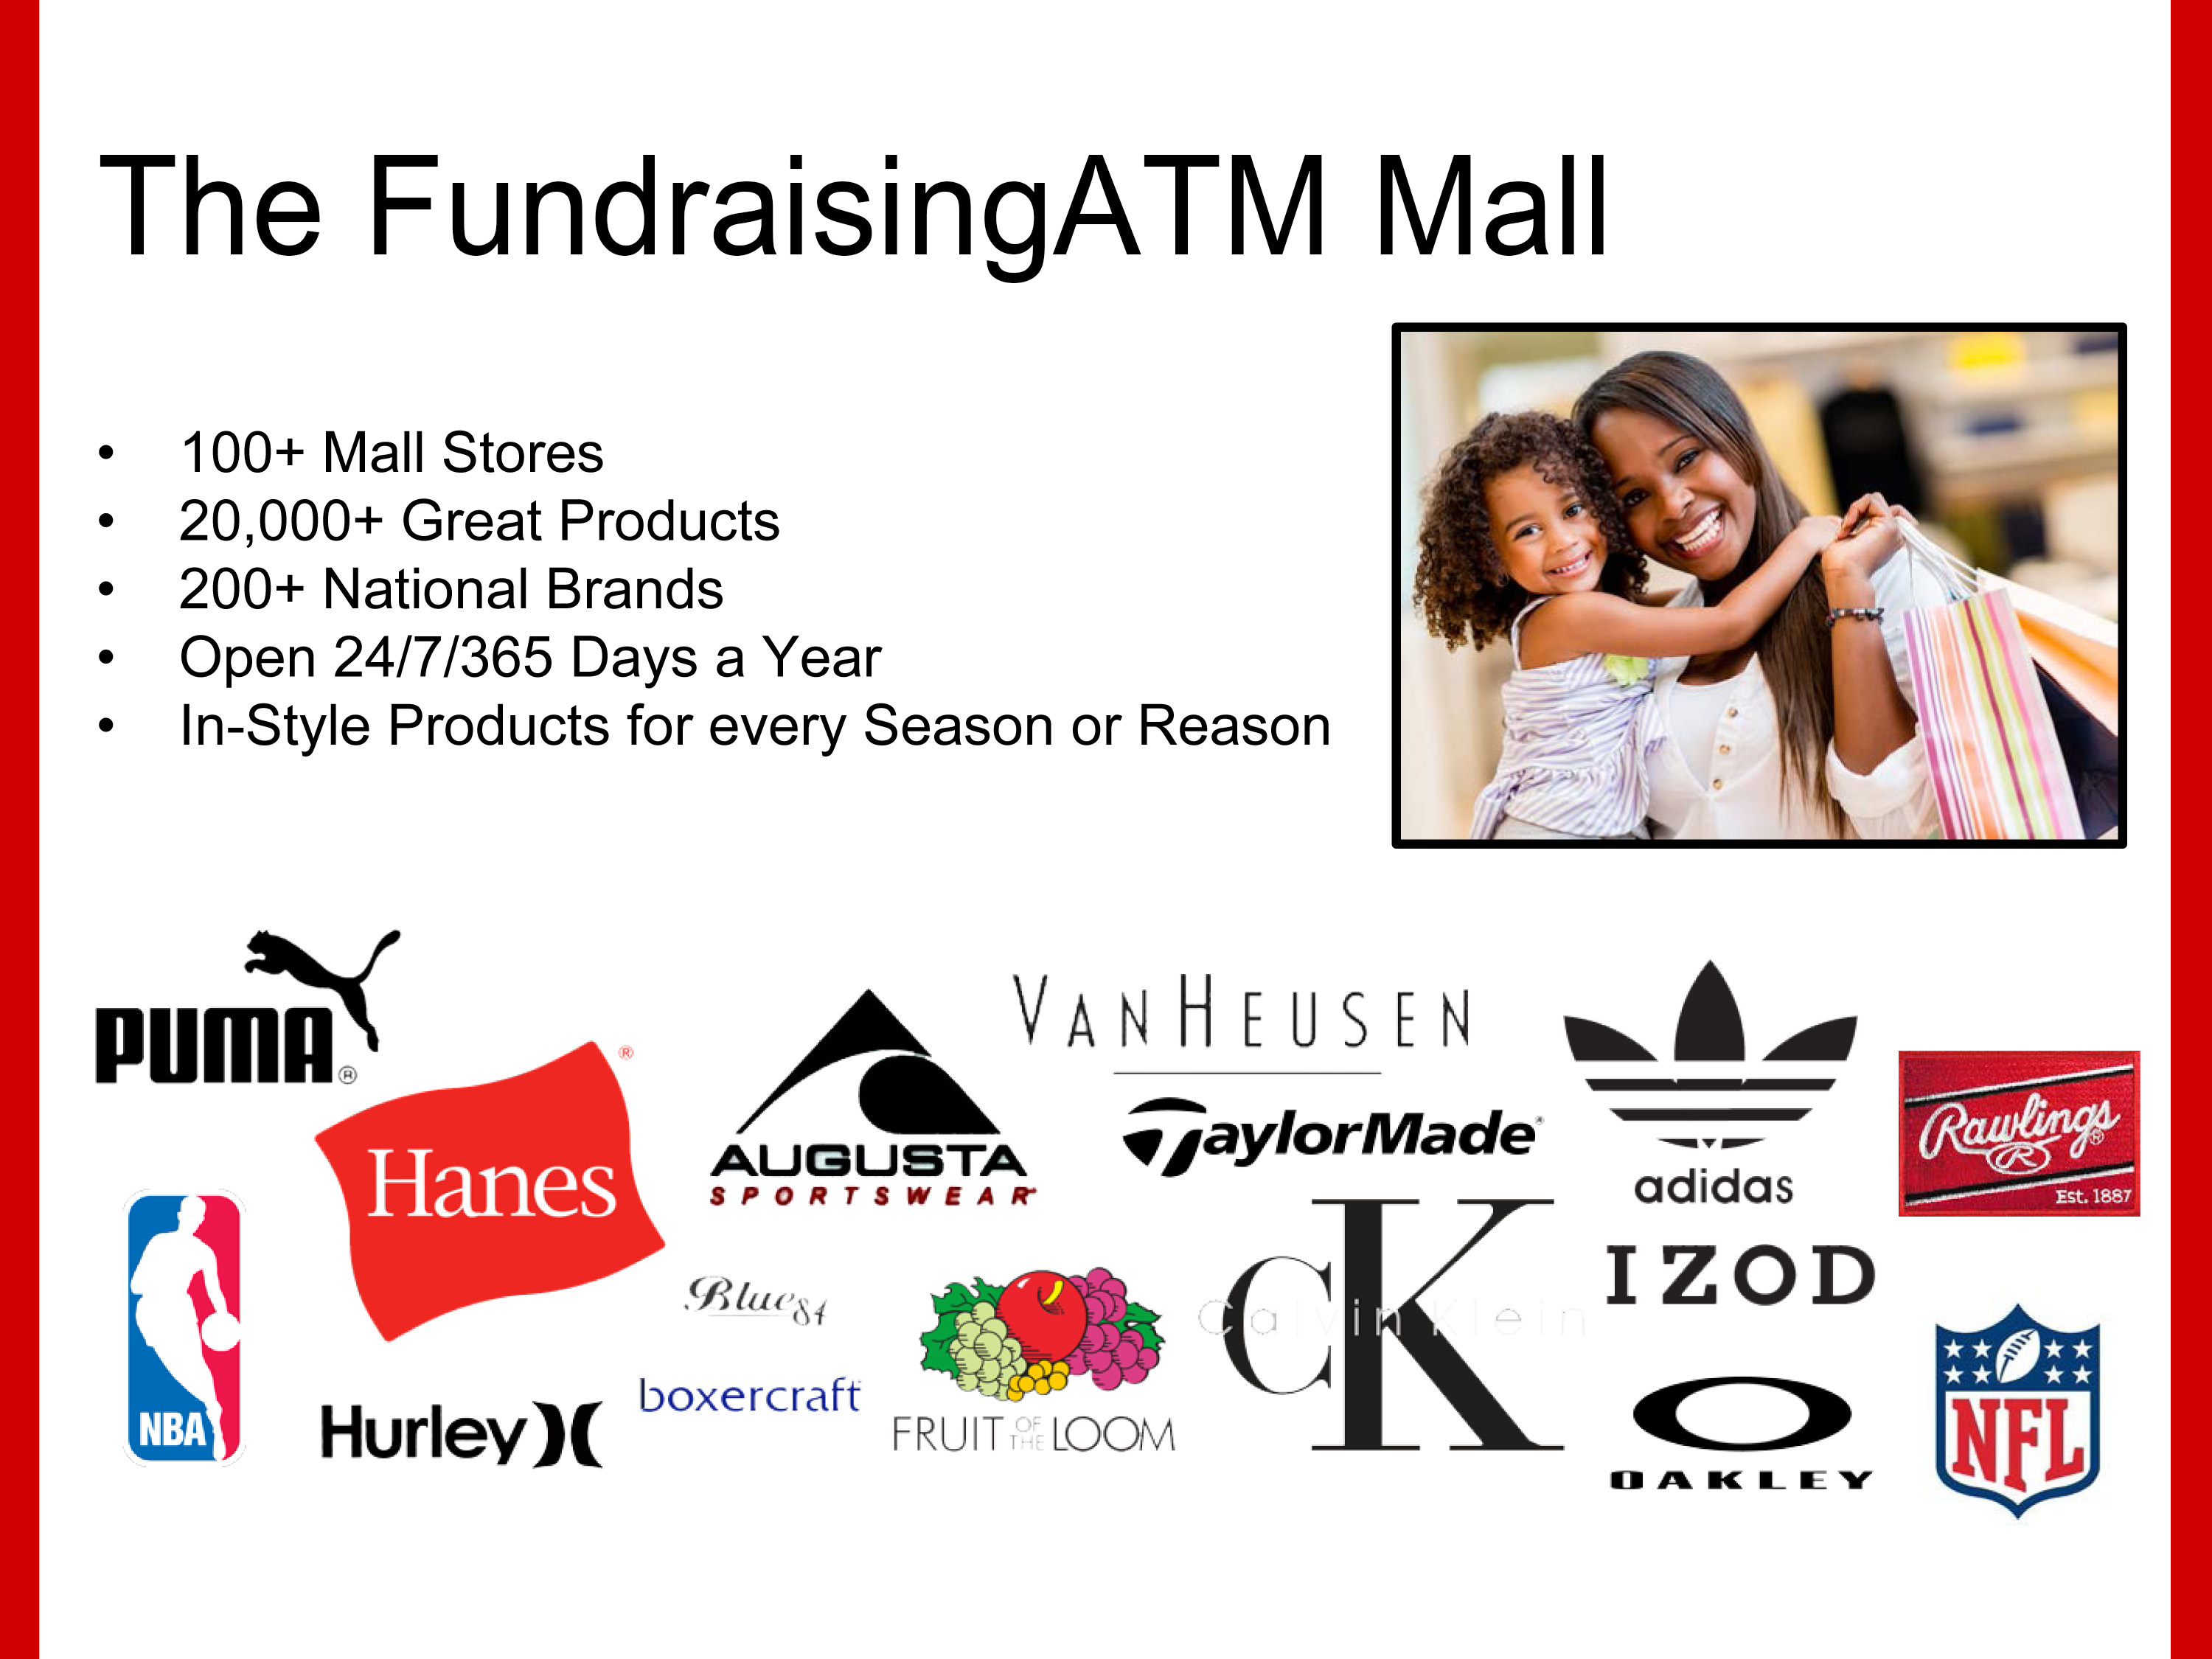 The FundraisingATM Mall
• 100+ Mall Stores
• 20,000+ Great Products
• 200+ National Brands
• Open 24/7/365 Days a Year
• In-Style Products for every Season or Reason
PUMA®
Hanes®
AUGUSTA
SPORTSWEAR
VANHEUSEN
TaylorMade
adidas
Rawlings®
R
Est. 1887
NBA
Hurley
Blue84
boxercraft
FRUIT OF THE LOOM
cK
Calvin Klein
IZOD
OAKLEY
NFL